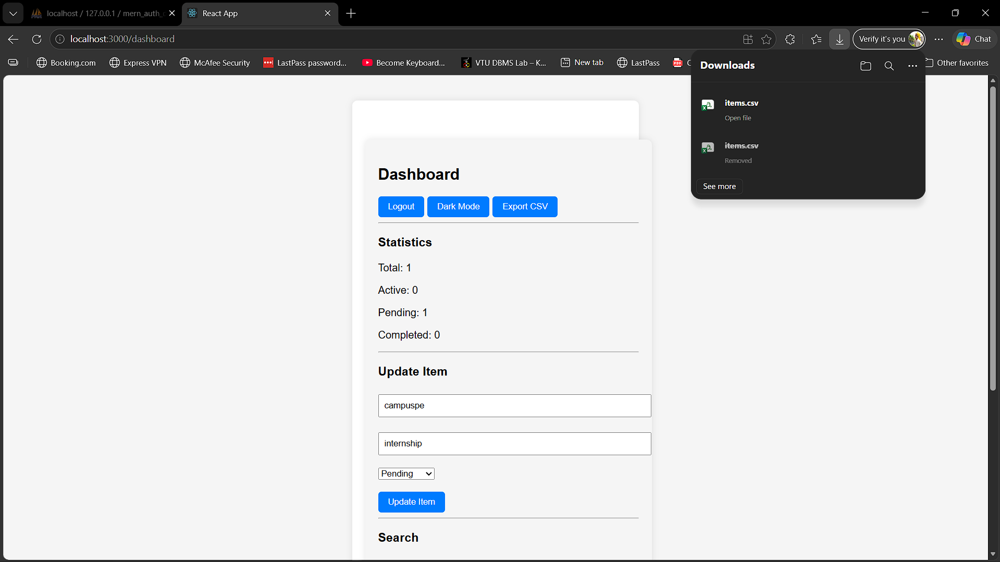 localhost / 127.0.0.1 / mern_auth_
React App
localhost:3000/dashboard
Verify it's you
Chat
Booking.com
Express VPN
McAfee Security
LastPass password...
Become Keyboard...
VTU DBMS Lab – K...
New tab
LastPass
Other favorites
Downloads
items.csv
Open file
items.csv
Removed
See more
Dashboard
Logout
Dark Mode
Export CSV
Statistics
Total: 1
Active: 0
Pending: 1
Completed: 0
Update Item
campuspe
internship
Pending
Update Item
Search